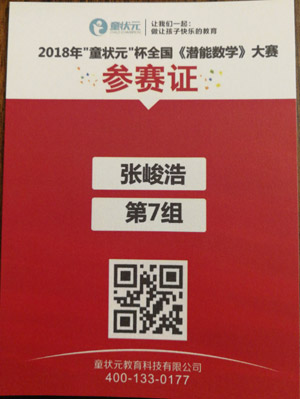 童状元
让我们一起:
做让孩子快乐的教育
2018年"童状元"杯全国《潜能数学》大赛
参赛证
张峻浩
第7组
童状元教育科技有限公司
400-133-0177